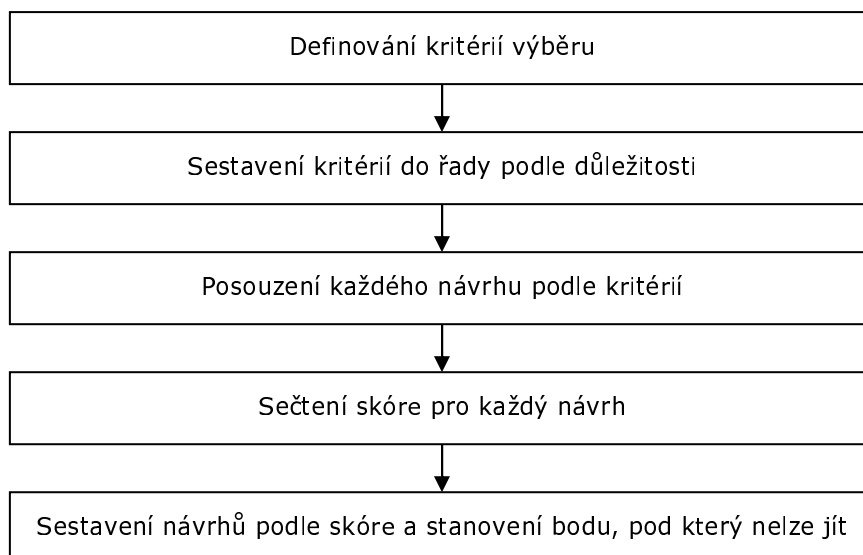 Definování kritérií výběru
Sestavení kritérií do řady podle důležitosti
Posouzení každého návrhu podle kritérií
Sečtení skóre pro každý návrh
Sestavení návrhů podle skóre a stanovení bodu, pod který nelze jít